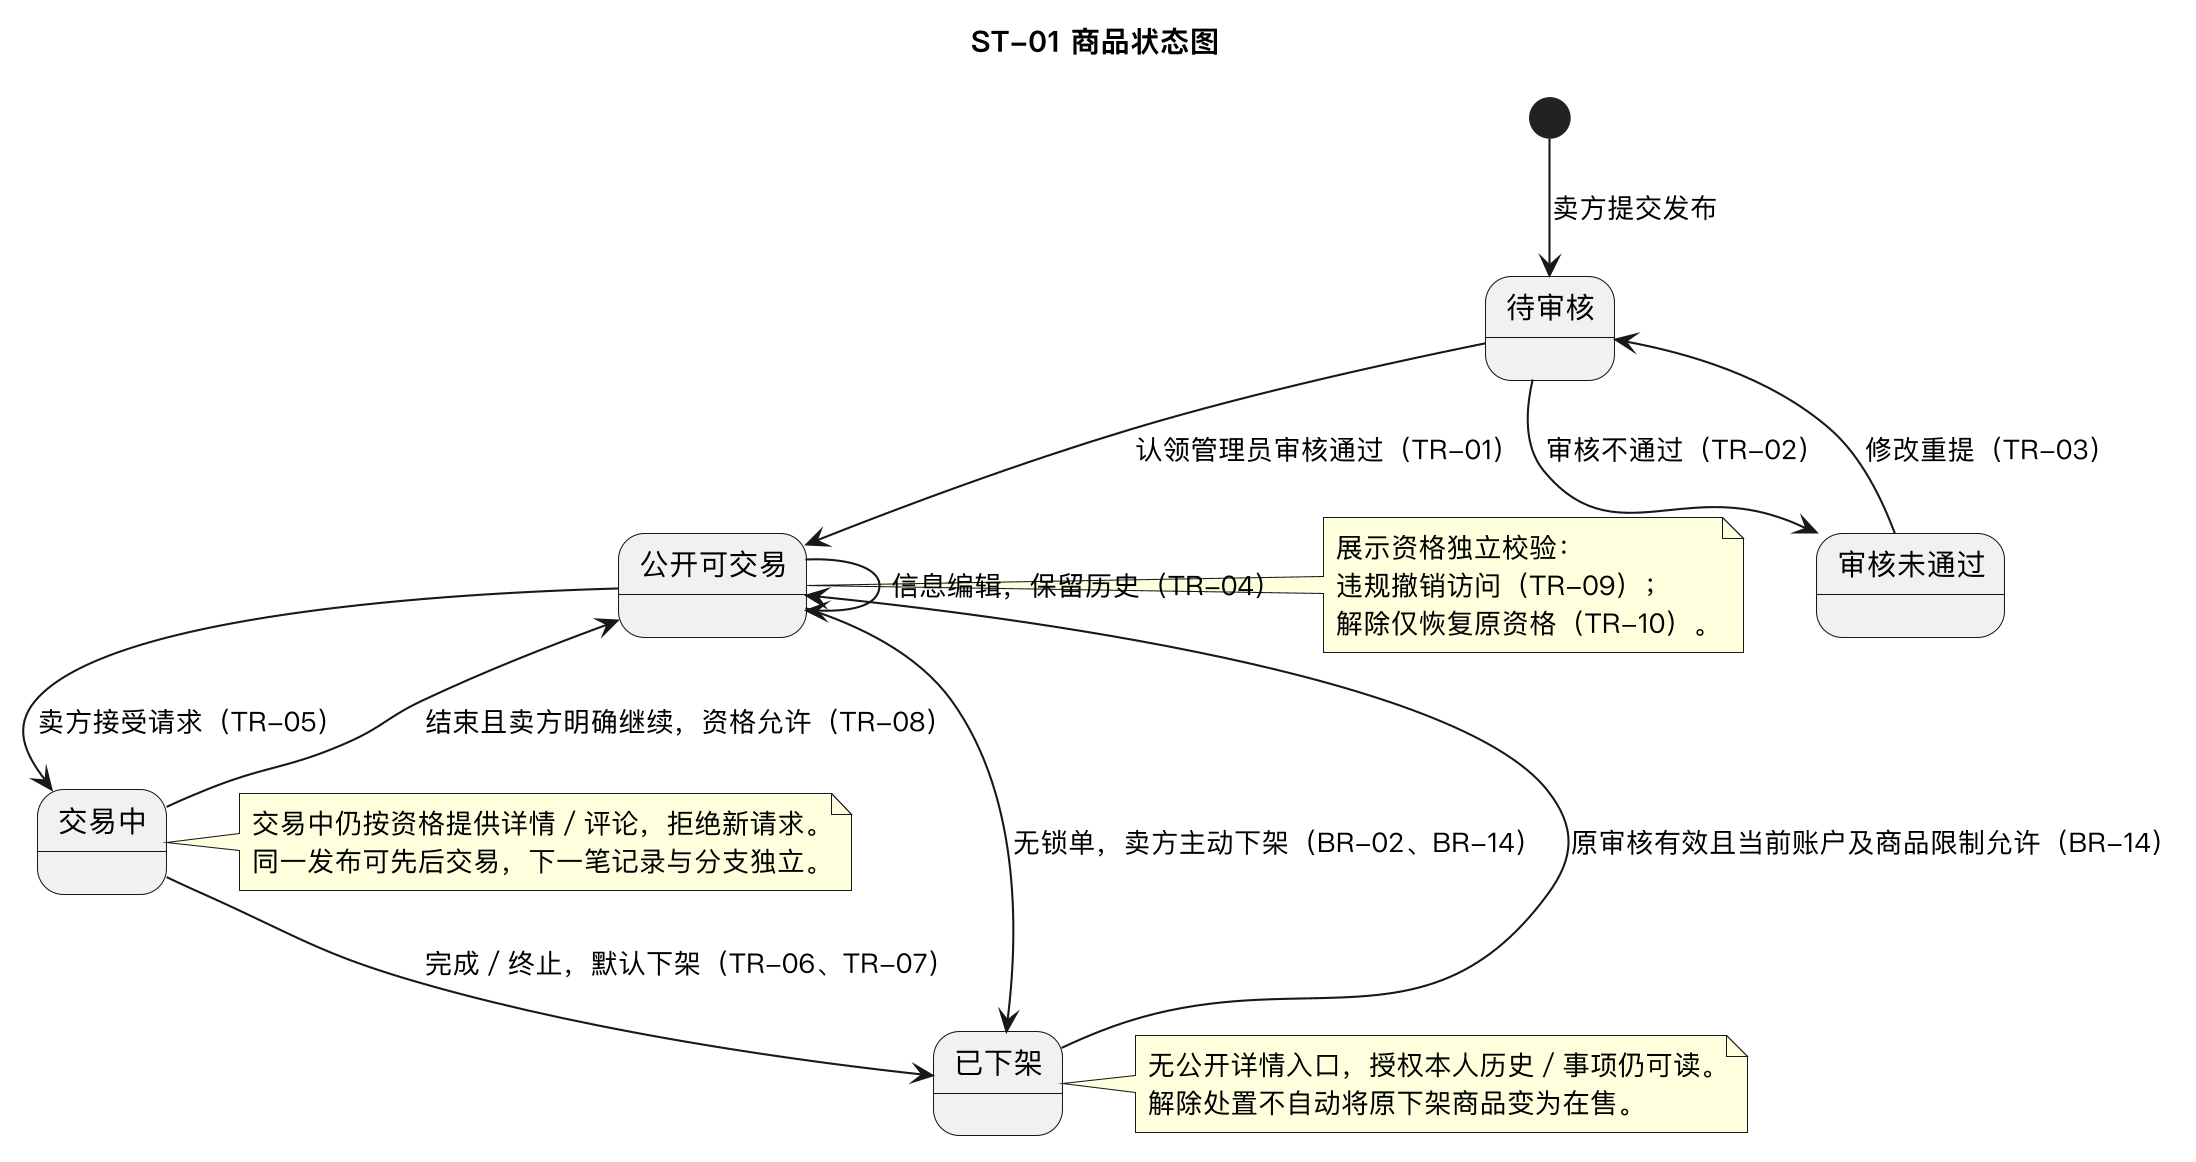 ST-01 商品状态图
卖方提交发布
待审核
认领管理员审核通过（TR-01）
审核不通过（TR-02）
修改重提（TR-03）
公开可交易
信息编辑，保留历史（TR-04）
展示资格独立校验：
违规撤销访问（TR-09）；
解除仅恢复原资格（TR-10）。
审核未通过
卖方接受请求（TR-05）
结束且卖方明确继续，资格允许（TR-08）
交易中
交易中仍按资格提供详情 / 评论，拒绝新请求。
同一发布可先后交易，下一笔记录与分支独立。
无锁单，卖方主动下架（BR-02、BR-14）
原审核有效且当前账户及商品限制允许（BR-14）
完成 / 终止，默认下架（TR-06、TR-07）
已下架
无公开详情入口，授权本人历史 / 事项仍可读。
解除处置不自动将原下架商品变为在售。